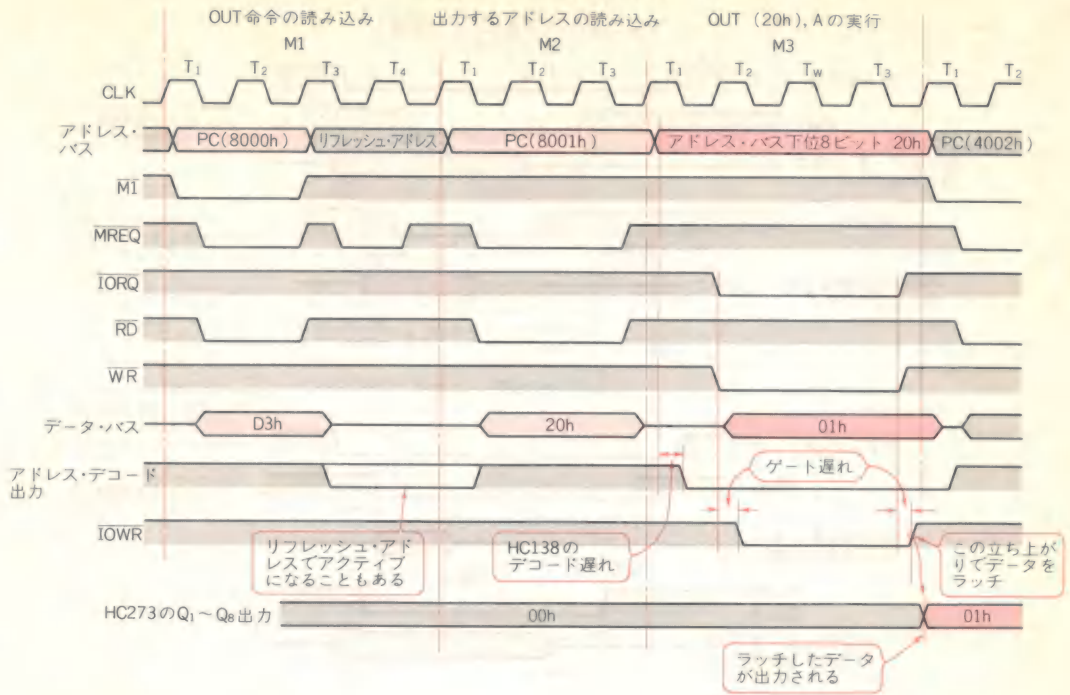 OUT命令の読み込み
出力するアドレスの読み込み
OUT (20h), Aの実行
M1
M2
M3
T1 T2 T3 T4 T1 T2 T3 T1 T2 TW T3 T1 T2
CLK
アドレス・
バス
PC(8000h)
リフレッシュ・アドレス
PC(8001h)
アドレス・バス下位8ビット 20h
PC(4002h)
M1
MREQ
IORQ
RD
WR
データ・バス
D3h
20h
01h
アドレス・デコード
出力
ゲート遅れ
IOWR
リフレッシュ・アド
レスでアクティブ
になることもある
HC138の
デコード遅れ
この立ち上が
りでデータを
ラッチ
HC273のQ1〜Q8出力
00h
01h
ラッチしたデータ
が出力される